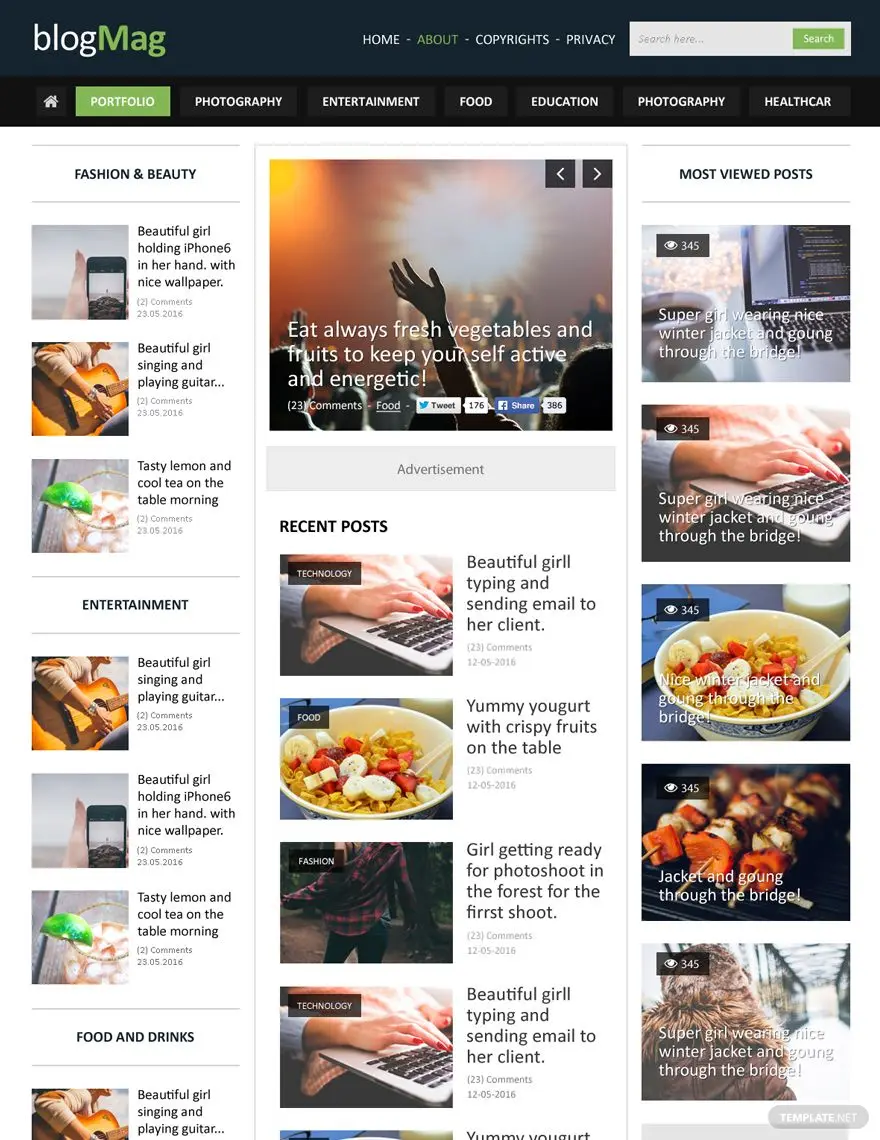 blogMag
HOME - ABOUT - COPYRIGHTS - PRIVACY
Search here...
Search
PORTFOLIO
PHOTOGRAPHY
ENTERTAINMENT
FOOD
EDUCATION
PHOTOGRAPHY
HEALTHCAR
FASHION & BEAUTY
Beautiful girl
holding iPhone6
in her hand. with
nice wallpaper.
(2) Comments
23.05.2016
Beautiful girl
singing and
playing guitar...
(2) Comments
23.05.2016
Tasty lemon and
cool tea on the
table morning
(2) Comments
23.05.2016
ENTERTAINMENT
Beautiful girl
singing and
playing guitar...
(2) Comments
23.05.2016
Beautiful girl
holding iPhone6
in her hand. with
nice wallpaper.
(2) Comments
23.05.2016
Tasty lemon and
cool tea on the
table morning
(2) Comments
23.05.2016
FOOD AND DRINKS
Beautiful girl
singing and
playing guitar...
Eat always fresh vegetables and
fruits to keep your self active
and energetic!
(23) Comments - Food - Tweet 176 Share 386
Advertisement
RECENT POSTS
TECHNOLOGY
Beautiful girll
typing and
sending email to
her client.
(23) Comments
12-05-2016
FOOD
Yummy yougurt
with crispy fruits
on the table
(23) Comments
12-05-2016
FASHION
Girl getting ready
for photoshoot in
the forest for the
firrst shoot.
(23) Comments
12-05-2016
TECHNOLOGY
Beautiful girll
typing and
sending email to
her client.
(23) Comments
12-05-2016
Yummy yougurt
MOST VIEWED POSTS
345
Super girl wearing nice
winter jacket and goung
through the bridge!
345
Super girl wearing nice
winter jacket and goung
through the bridge!
345
Nice winter jacket and
goung through the
bridge!
345
Jacket and goung
through the bridge!
345
Super girl wearing nice
winter jacket and goung
through the bridge!
TEMPLATE.NET